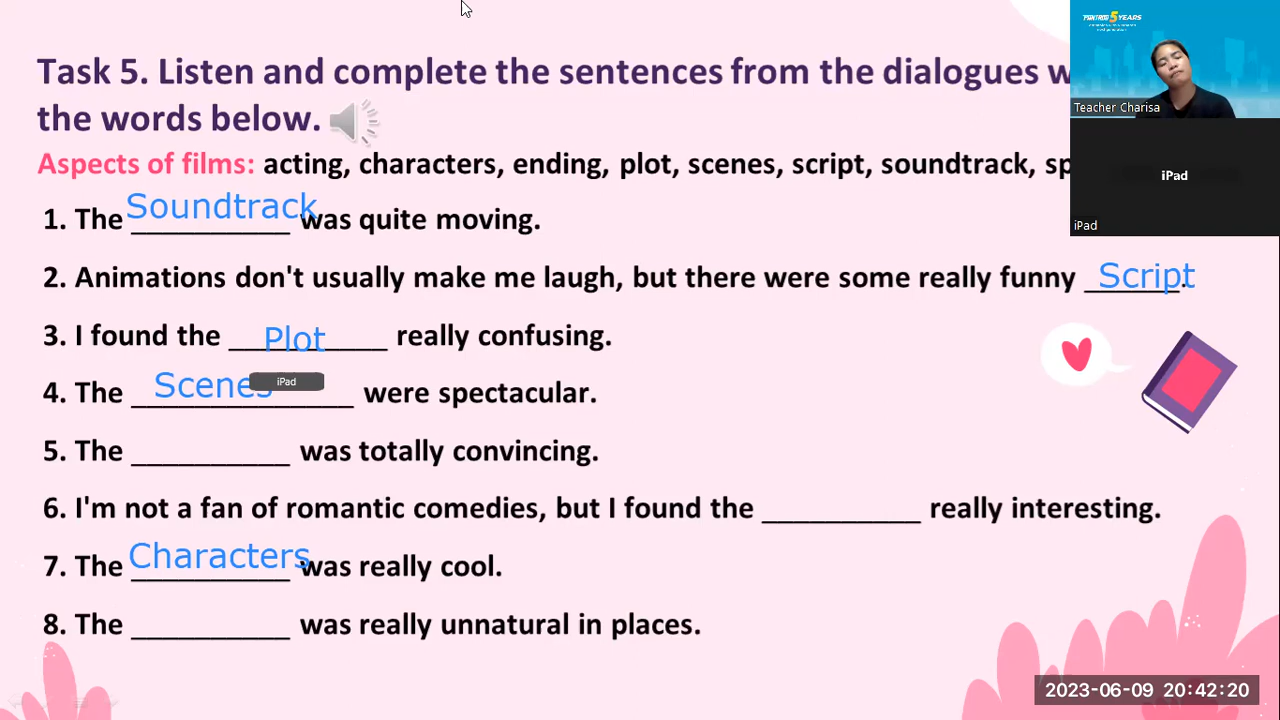 Task 5. Listen and complete the sentences from the dialogues
the words below.
Aspects of films: acting, characters, ending, plot, scenes, script, soundtrack,
1. The Soundtrack was quite moving.
2. Animations don't usually make me laugh, but there were some really funny Script.
3. I found the Plot really confusing.
4. The Scenes were spectacular.
iPad
5. The __________ was totally convincing.
6. I'm not a fan of romantic comedies, but I found the __________ really interesting.
7. The Characters was really cool.
8. The __________ was really unnatural in places.
5 YEARS
Teacher Charisa
iPad
iPad
2023-06-09 20:42:20